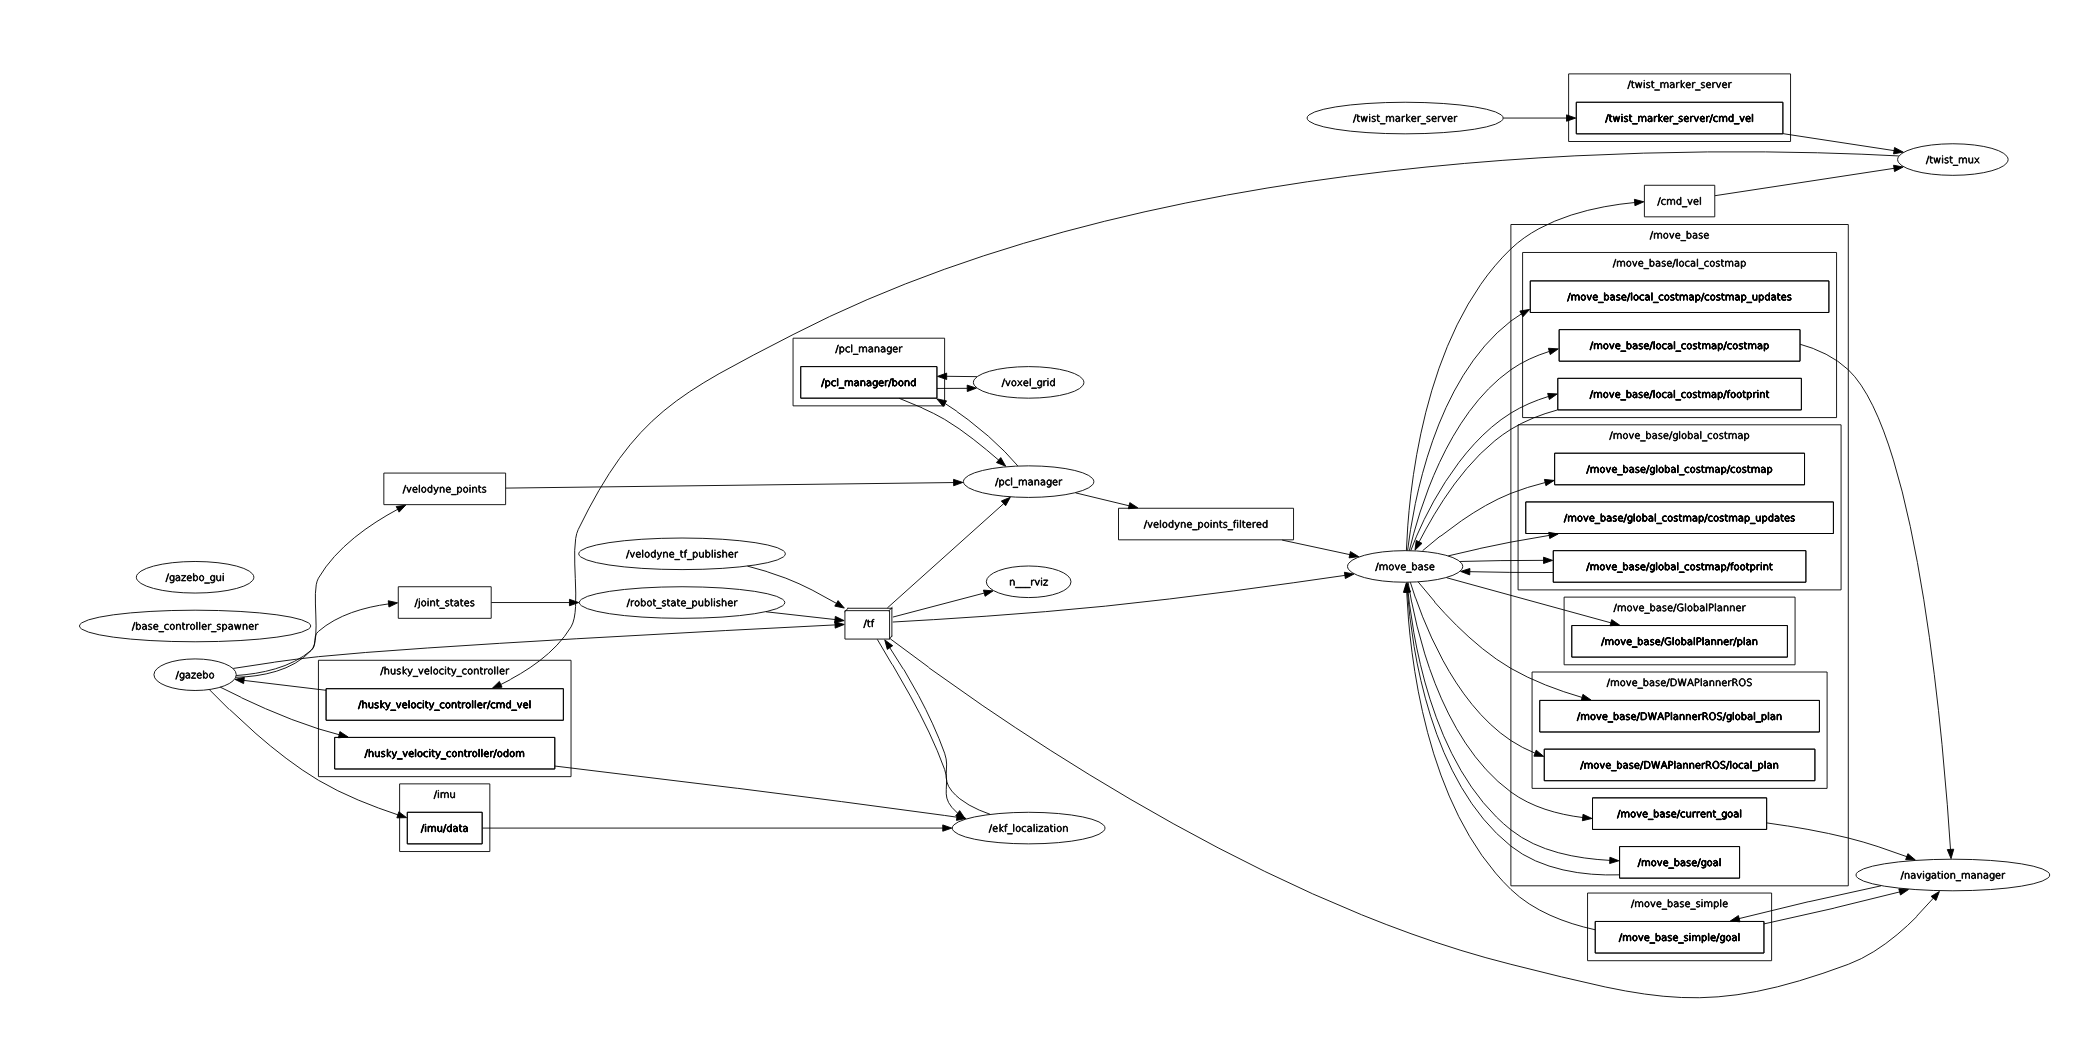 /twist_marker_server
/twist_marker_server
/twist_marker_server/cmd_vel
/twist_mux
/cmd_vel
/move_base
/move_base/local_costmap
/move_base/local_costmap/costmap_updates
/move_base/local_costmap/costmap
/move_base/local_costmap/footprint
/pcl_manager
/pcl_manager/bond
/voxel_grid
/move_base/global_costmap
/move_base/global_costmap/costmap
/move_base/global_costmap/costmap_updates
/move_base/global_costmap/footprint
/velodyne_points
/pcl_manager
/velodyne_points_filtered
/move_base
/velodyne_tf_publisher
/gazebo_gui
n__rviz
/joint_states
/robot_state_publisher
/tf
/base_controller_spawner
/move_base/GlobalPlanner
/move_base/GlobalPlanner/plan
/gazebo
/husky_velocity_controller
/husky_velocity_controller/cmd_vel
/husky_velocity_controller/odom
/move_base/DWAPlannerROS
/move_base/DWAPlannerROS/global_plan
/move_base/DWAPlannerROS/local_plan
/imu
/imu/data
/ekf_localization
/move_base/current_goal
/move_base/goal
/navigation_manager
/move_base_simple
/move_base_simple/goal